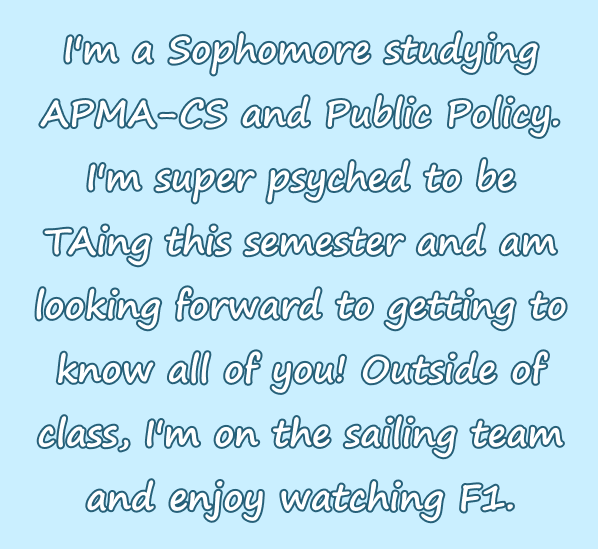 I'm a Sophomore studying
APMA-CS and Public Policy.
I'm super psyched to be
TAing this semester and am
looking forward to getting to
know all of you! Outside of
class, I'm on the sailing team
and enjoy watching F1.